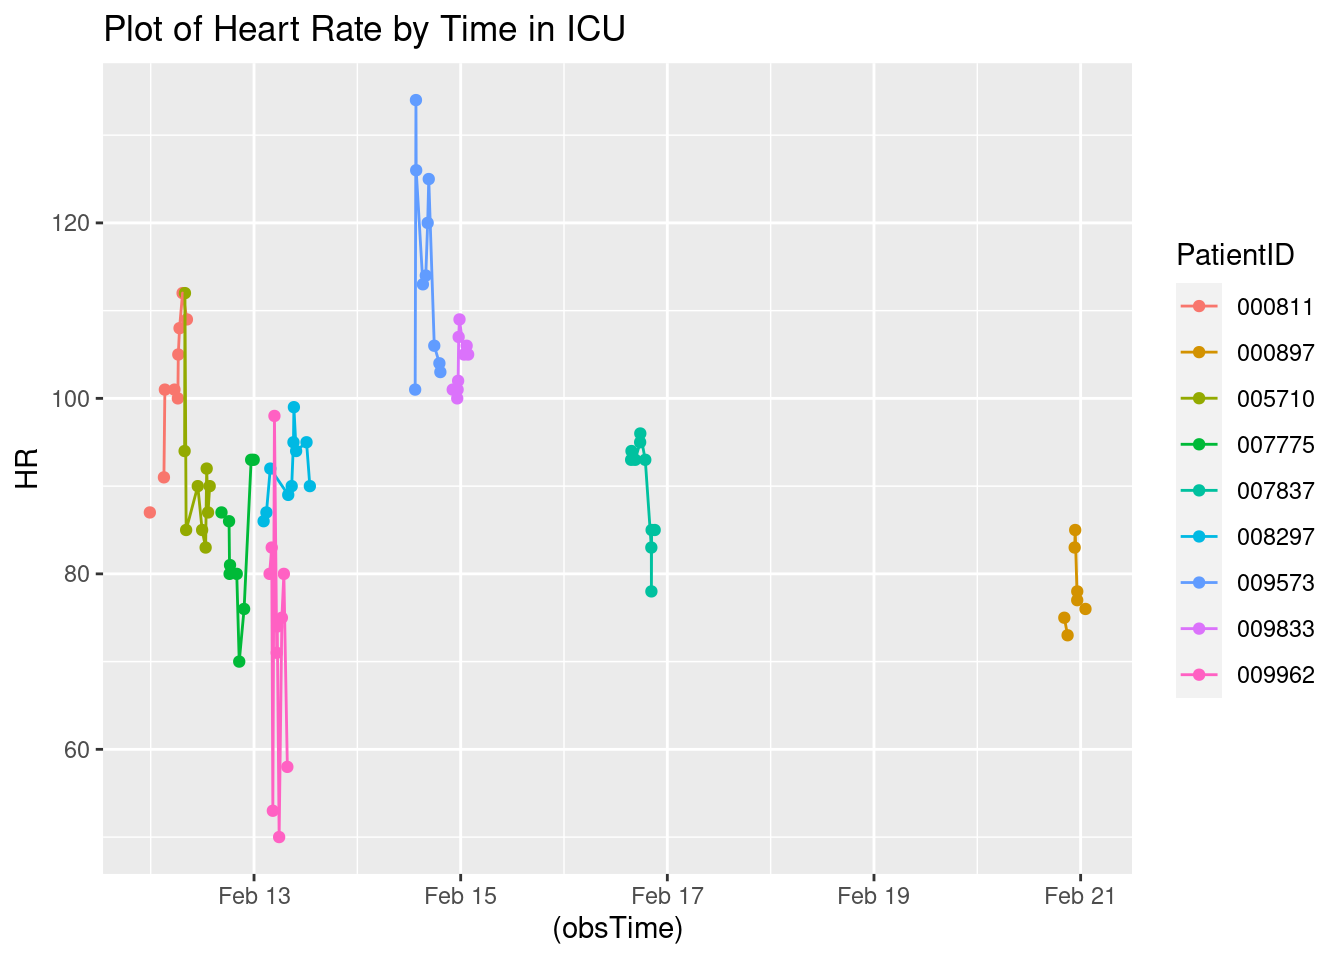 Plot of Heart Rate by Time in ICU
HR
120
100
80
60
Feb 13
Feb 15
Feb 17
Feb 19
Feb 21
(obsTime)
PatientID
000811
000897
005710
007775
007837
008297
009573
009833
009962